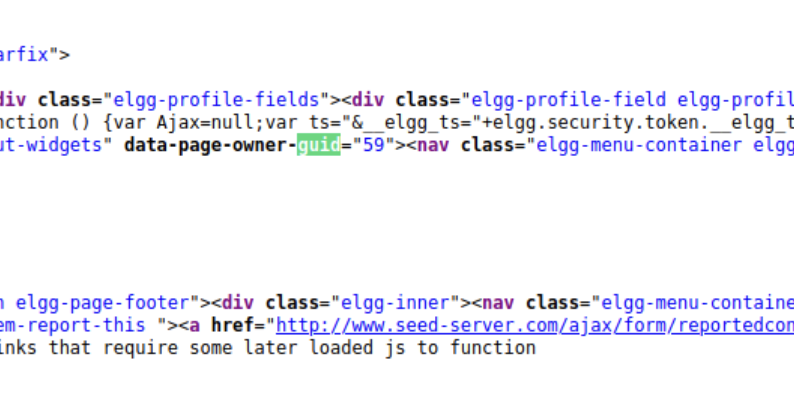 arfix">
div class="elgg-profile-fields"><div class="elgg-profile-field elgg-profil
nction () {var Ajax=null;var ts="&__elgg_ts="+elgg.security.token.__elgg_t
ut-widgets" data-page-owner-guid="59"><nav class="elgg-menu-container elgg
n elgg-page-footer"><div class="elgg-inner"><nav class="elgg-menu-containe
em-report-this "><a href="http://www.seed-server.com/ajax/form/reportedcon
inks that require some later loaded js to function